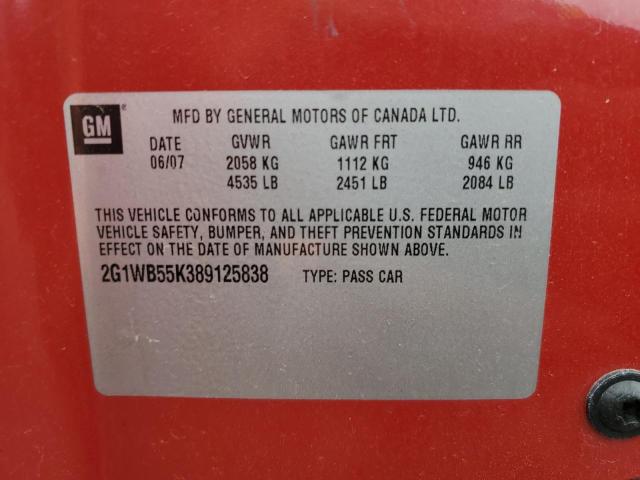 GM ® MFD BY GENERAL MOTORS OF CANADA LTD.
DATE GVWR GAWR FRT GAWR RR
06/07 2058 KG 1112 KG 946 KG
4535 LB 2451 LB 2084 LB
THIS VEHICLE CONFORMS TO ALL APPLICABLE U.S. FEDERAL MOTOR
VEHICLE SAFETY, BUMPER, AND THEFT PREVENTION STANDARDS IN
EFFECT ON THE DATE OF MANUFACTURE SHOWN ABOVE.
2G1WB55K389125838 TYPE: PASS CAR